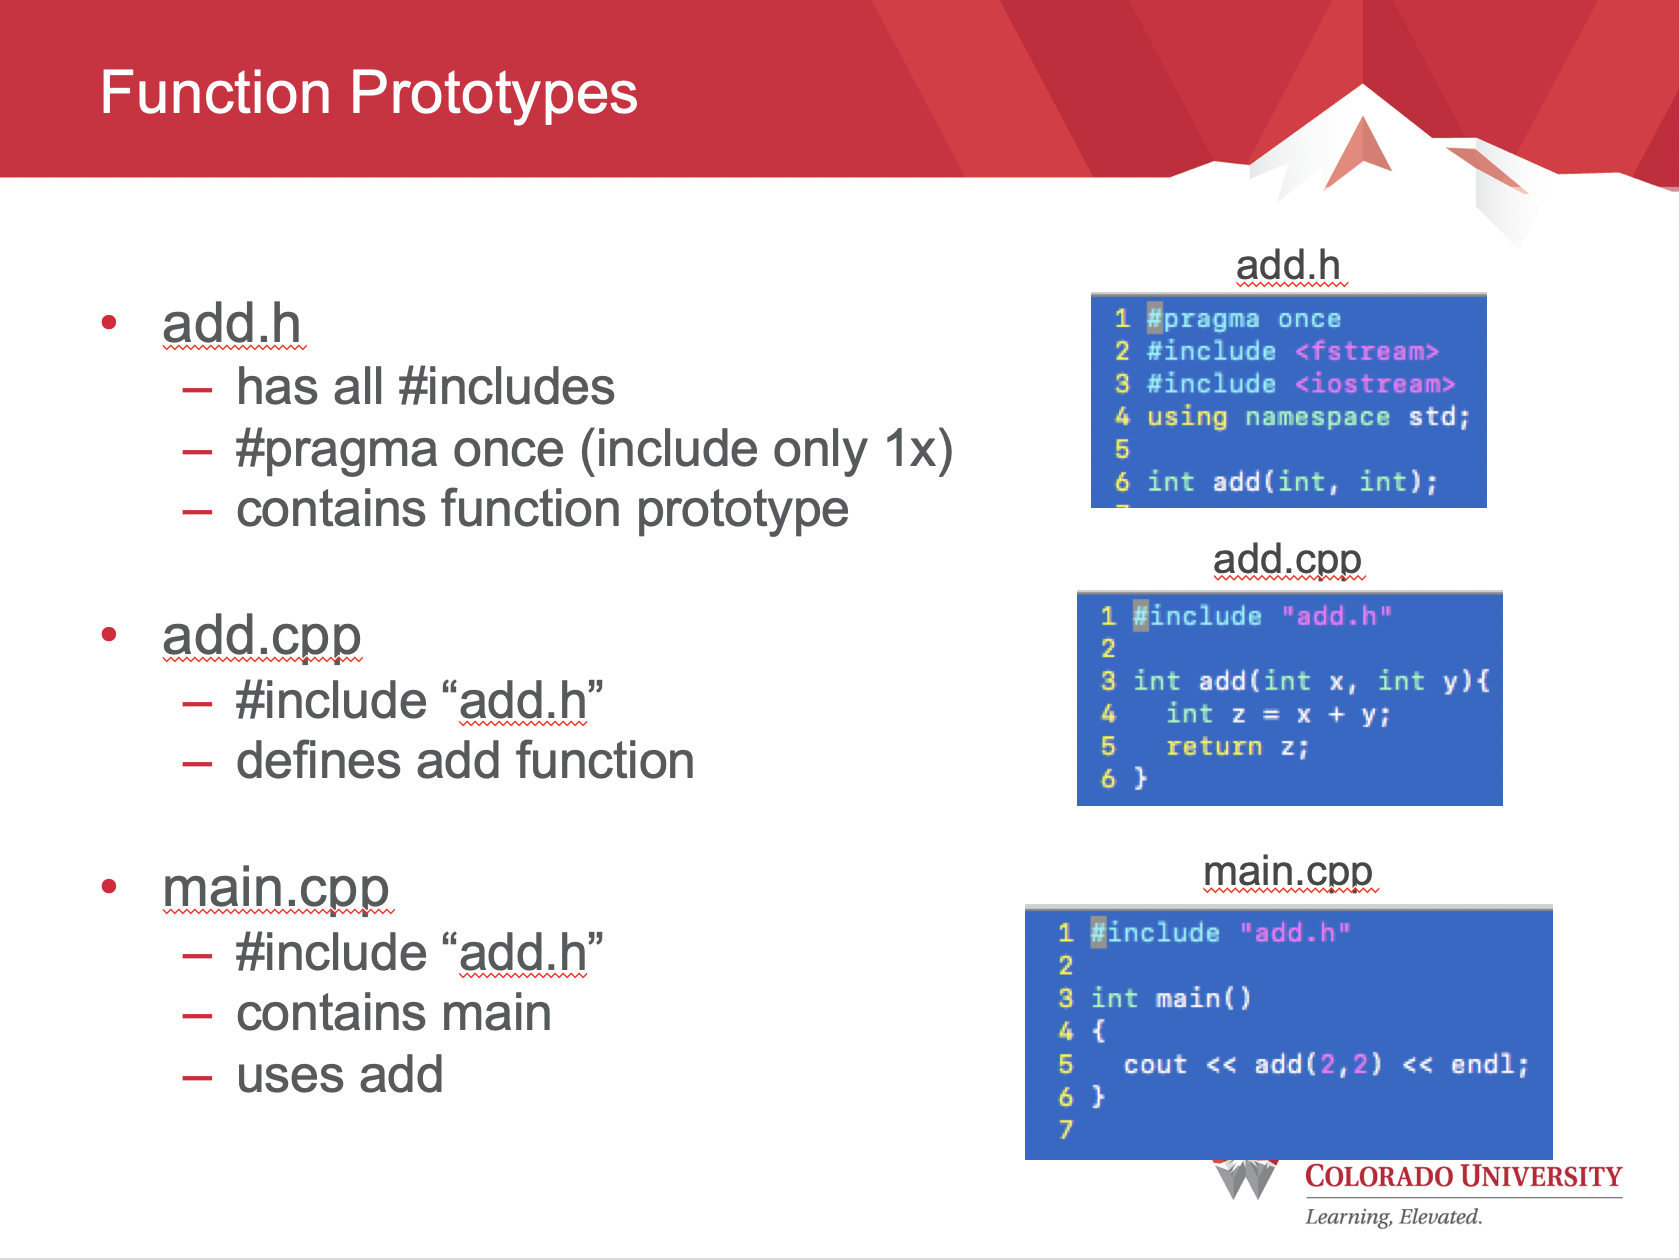 Function Prototypes
• add.h
– has all #includes
– #pragma once (include only 1x)
– contains function prototype
• add.cpp
– #include “add.h”
– defines add function
• main.cpp
– #include “add.h”
– contains main
– uses add
add.h
1 #pragma once
2 #include <fstream>
3 #include <iostream>
4 using namespace std;
5
6 int add(int, int);
add.cpp
1 #include "add.h"
2
3 int add(int x, int y){
4   int z = x + y;
5   return z;
6 }
main.cpp
1 #include "add.h"
2
3 int main()
4 {
5   cout << add(2,2) << endl;
6 }
7
COLORADO UNIVERSITY
Learning, Elevated.